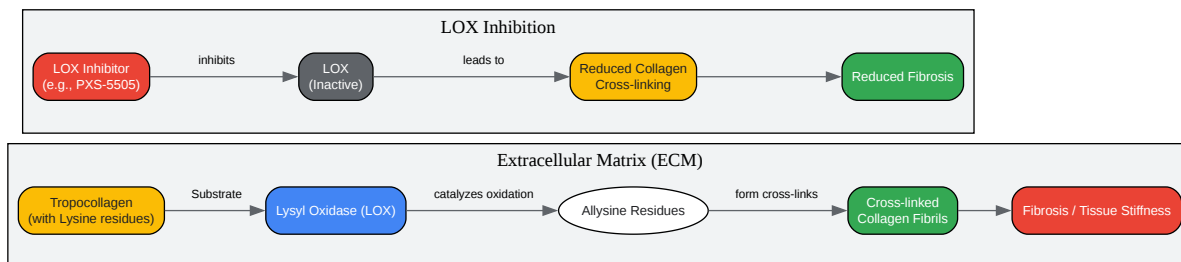 LOX Inhibition
LOX Inhibitor
(e.g., PXS-5505)
inhibits
LOX
(Inactive)
leads to
Reduced Collagen
Cross-linking
Reduced Fibrosis
Extracellular Matrix (ECM)
Tropocollagen
(with Lysine residues)
Substrate
Lysyl Oxidase (LOX)
catalyzes oxidation
Allysine Residues
form cross-links
Cross-linked
Collagen Fibrils
Fibrosis / Tissue Stiffness